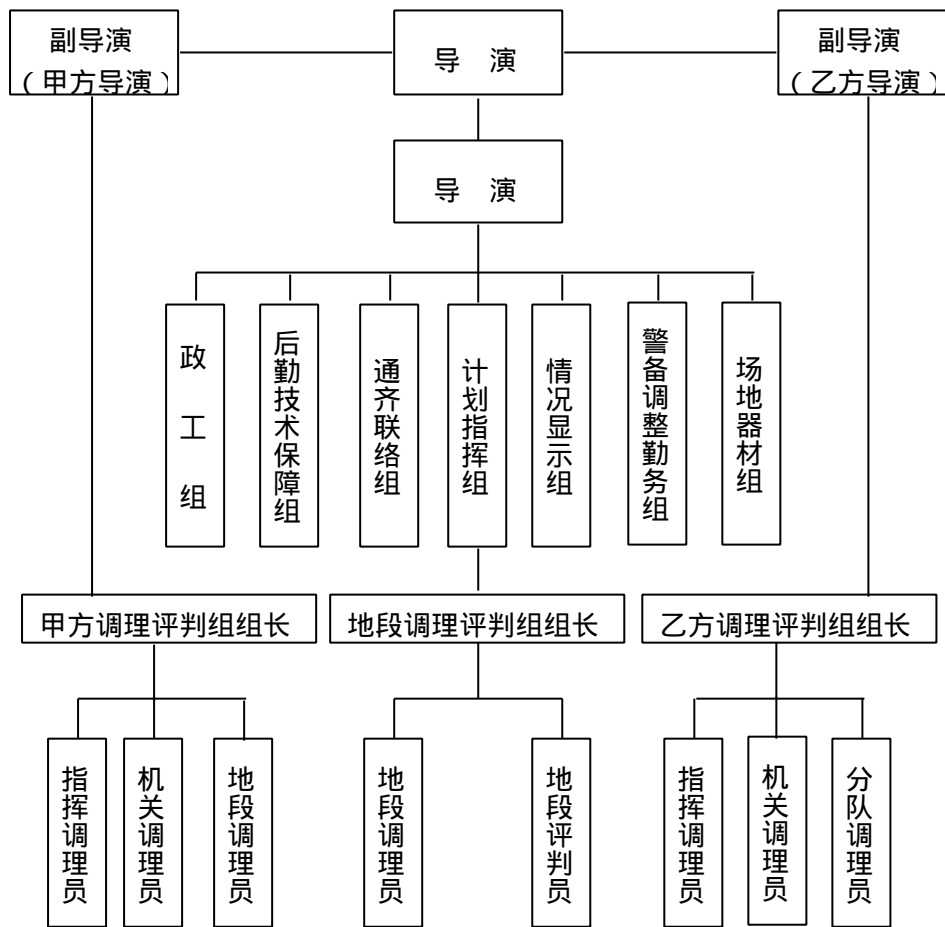 副导演
（甲方导演）
导 演
副导演
（乙方导演）
导 演
政工组
后勤技术保障组
通齐联络组
计划指挥组
情况显示组
警备调整勤务组
场地器材组
甲方调理评判组组长
地段调理评判组组长
乙方调理评判组组长
指挥调理员
机关调理员
地段调理员
地段调理员
地段评判员
指挥调理员
机关调理员
分队调理员